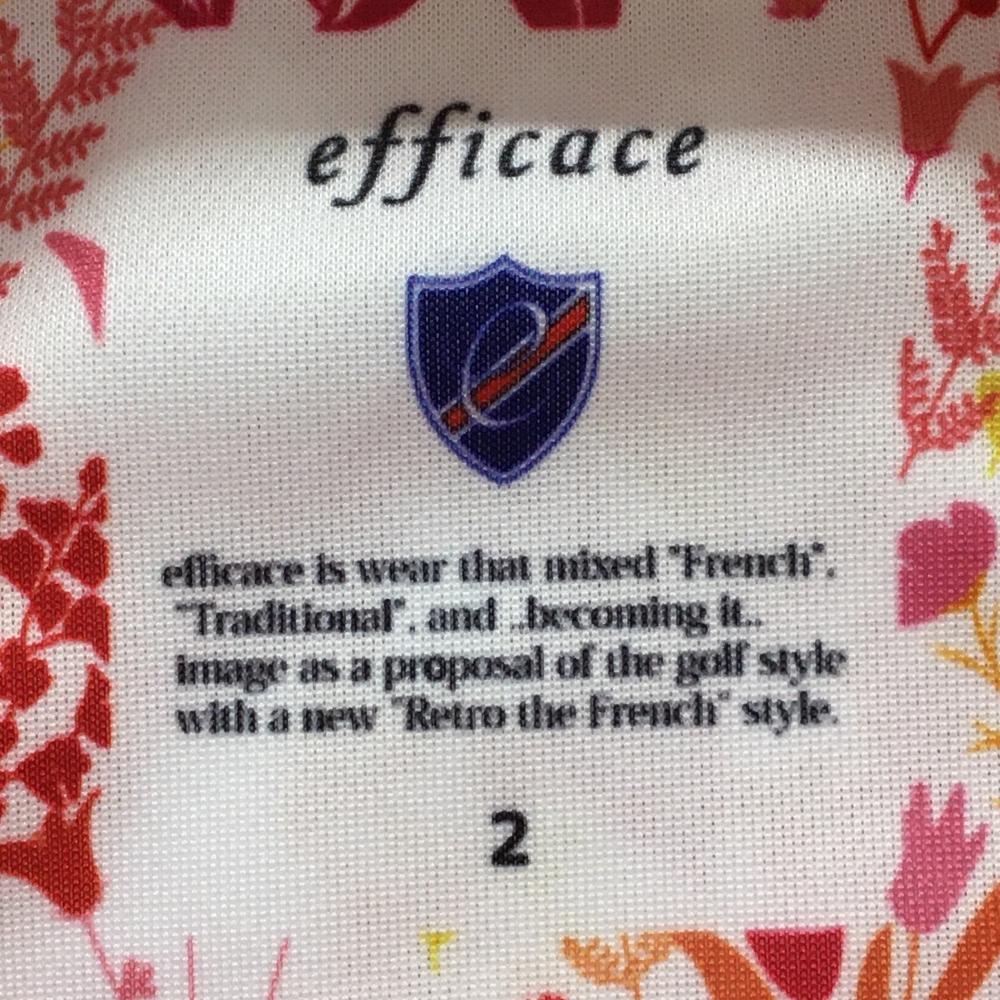 efficace
efficace is wear that mixed "French".
"Traditional". and ..becoming it..
image as a proposal of the golf style
with a new "Retro the French" style.
2